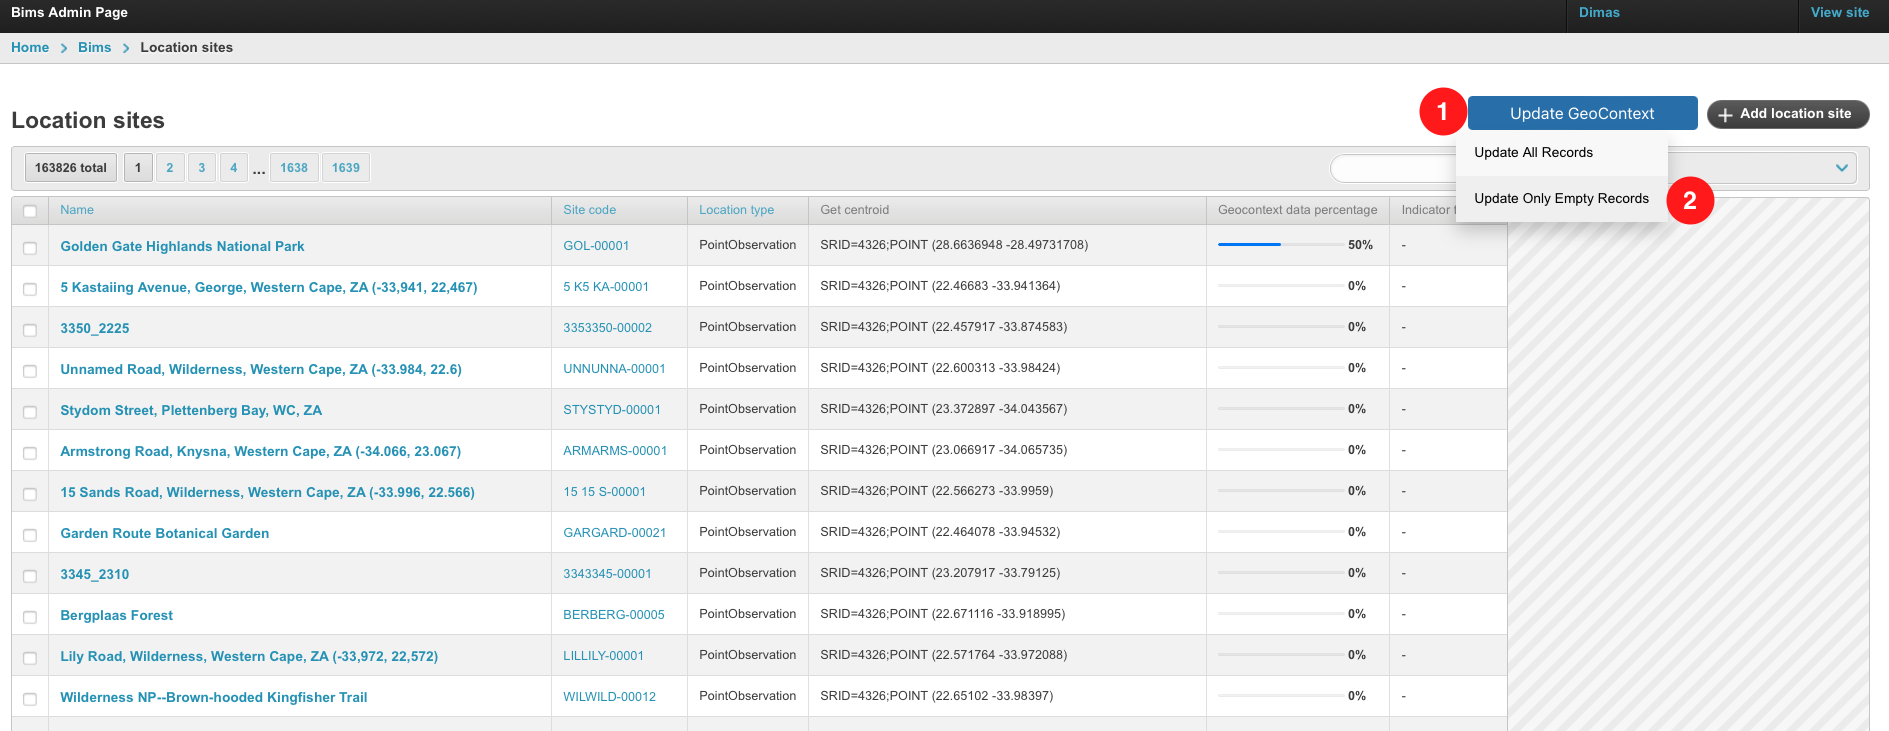 Bims Admin Page
Dimas
View site
Home > Bims > Location sites
Location sites
1
Update GeoContext
+ Add location site
Update All Records
Update Only Empty Records
2
163826 total 1 2 3 4 ... 1638 1639
Name Site code Location type Get centroid Geocontext data percentage Indicator
Golden Gate Highlands National Park GOL-00001 PointObservation SRID=4326;POINT (28.6636948 -28.49731708) 50% -
5 Kastaiing Avenue, George, Western Cape, ZA (-33,941, 22,467) 5 K5 KA-00001 PointObservation SRID=4326;POINT (22.46683 -33.941364) 0% -
3350_2225 3353350-00002 PointObservation SRID=4326;POINT (22.457917 -33.874583) 0% -
Unnamed Road, Wilderness, Western Cape, ZA (-33.984, 22.6) UNNUNNA-00001 PointObservation SRID=4326;POINT (22.600313 -33.98424) 0% -
Stydom Street, Plettenberg Bay, WC, ZA STYSTYD-00001 PointObservation SRID=4326;POINT (23.372897 -34.043567) 0% -
Armstrong Road, Knysna, Western Cape, ZA (-34.066, 23.067) ARMARMS-00001 PointObservation SRID=4326;POINT (23.066917 -34.065735) 0% -
15 Sands Road, Wilderness, Western Cape, ZA (-33.996, 22.566) 15 15 S-00001 PointObservation SRID=4326;POINT (22.566273 -33.9959) 0% -
Garden Route Botanical Garden GARGARD-00021 PointObservation SRID=4326;POINT (22.464078 -33.94532) 0% -
3345_2310 3343345-00001 PointObservation SRID=4326;POINT (23.207917 -33.79125) 0% -
Bergplaas Forest BERBERG-00005 PointObservation SRID=4326;POINT (22.671116 -33.918995) 0% -
Lily Road, Wilderness, Western Cape, ZA (-33,972, 22,572) LILLILY-00001 PointObservation SRID=4326;POINT (22.571764 -33.972088) 0% -
Wilderness NP--Brown-hooded Kingfisher Trail WILWILD-00012 PointObservation SRID=4326;POINT (22.65102 -33.98397) 0% -